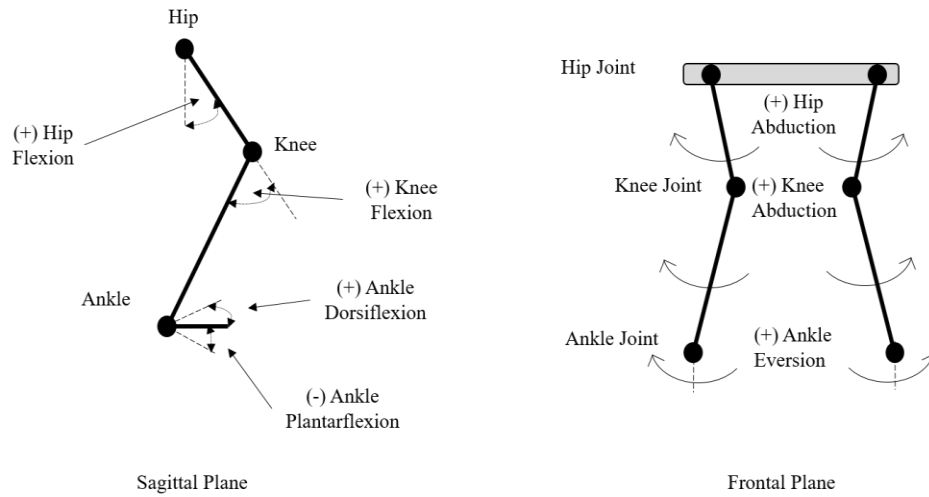 Hip
(+) Hip
Flexion
Knee
(+) Knee
Flexion
Ankle
(+) Ankle
Dorsiflexion
(-) Ankle
Plantarflexion
Sagittal Plane
Hip Joint
(+) Hip
Abduction
Knee Joint
(+) Knee
Abduction
Ankle Joint
(+) Ankle
Eversion
Frontal Plane